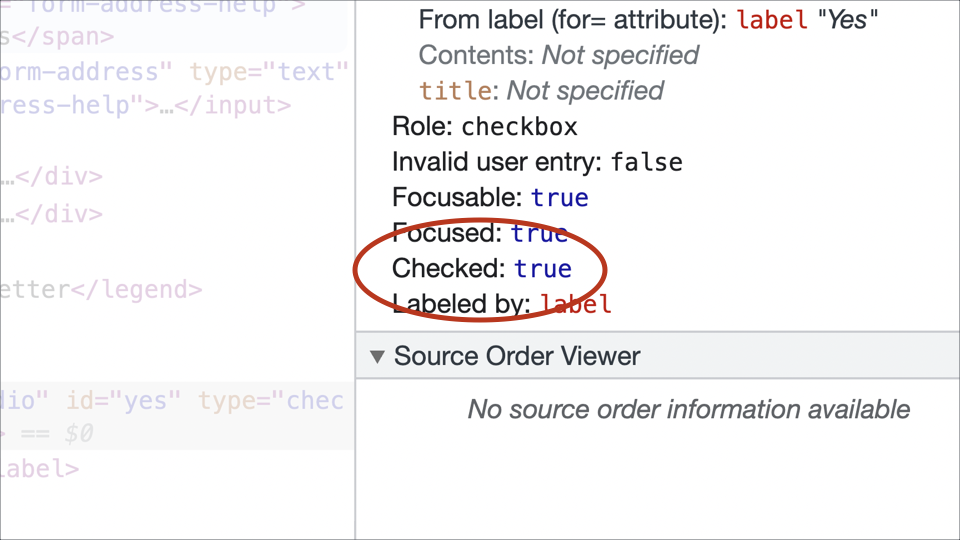 ="form-address-help">
s</span>
orm-address" type="text"
ress-help">…</input>
…</div>
…</div>
etter</legend>
dio" id="yes" type="chec
> == $0
label>
From label (for= attribute): label "Yes"
Contents: Not specified
title: Not specified
Role: checkbox
Invalid user entry: false
Focusable: true
Focused: true
Checked: true
Labeled by: label
▼ Source Order Viewer
No source order information available